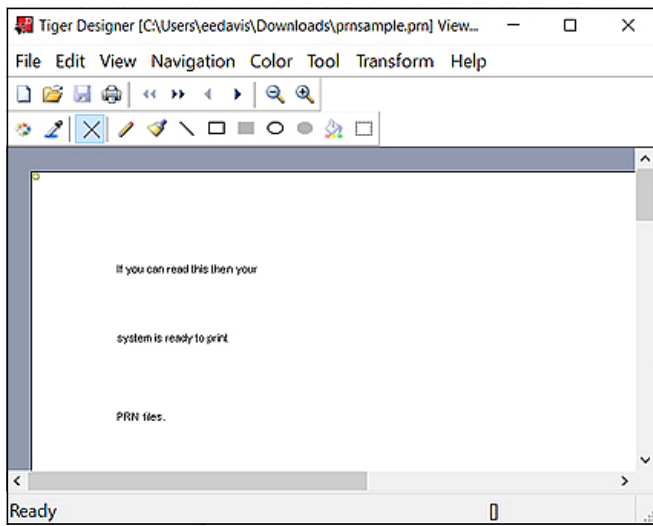 Tiger Designer [C:\Users\eedavis\Downloads\prnsample.prn] View...
File Edit View Navigation Color Tool Transform Help
If you can read this then your
system is ready to print
PRN files.
Ready []